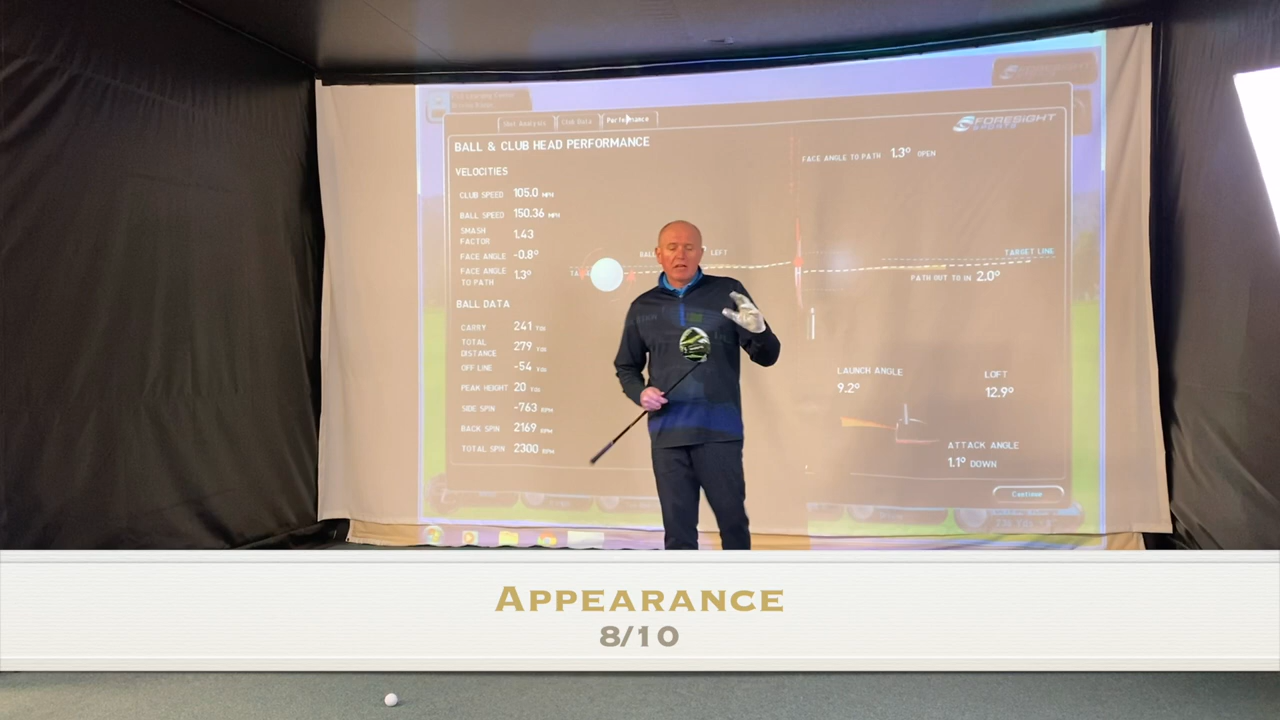 Shot Analysis
Club Data
Performance
FORESIGHT
SPORTS
BALL & CLUB HEAD PERFORMANCE
FACE ANGLE TO PATH 1.3° OPEN
VELOCITIES
CLUB SPEED 105.0 MPH
BALL SPEED 150.36 MPH
SMASH FACTOR 1.43
FACE ANGLE -0.8°
FACE ANGLE TO PATH 1.3°
LEFT
TARGET LINE
PATH OUT TO IN 2.0°
BALL DATA
CARRY 241 YDS
TOTAL DISTANCE 279 YDS
OFF LINE -54 YDS
PEAK HEIGHT 20 YDS
SIDE SPIN -763 RPM
BACK SPIN 2169 RPM
TOTAL SPIN 2300 RPM
LAUNCH ANGLE
9.2°
LOFT
12.9°
ATTACK ANGLE
1.1° DOWN
Continue
APPEARANCE
8/10